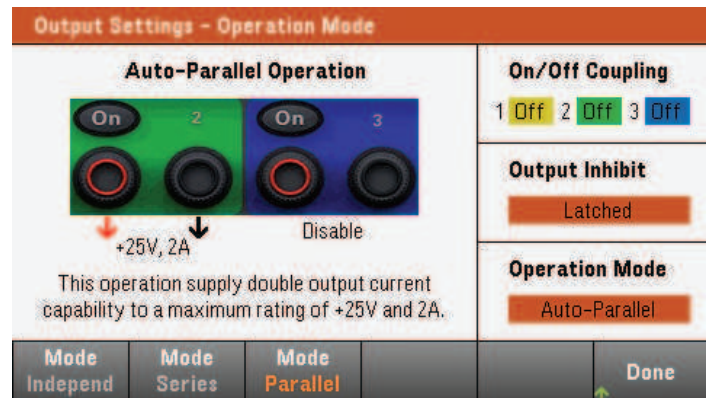 Output Settings - Operation Mode
Auto-Parallel Operation
On 2 On 3
+25V, 2A
Disable
This operation supply double output current
capability to a maximum rating of +25V and 2A.
On/Off Coupling
1 Off 2 Off 3 Off
Output Inhibit
Latched
Operation Mode
Auto-Parallel
Mode
Independ
Mode
Series
Mode
Parallel
Done